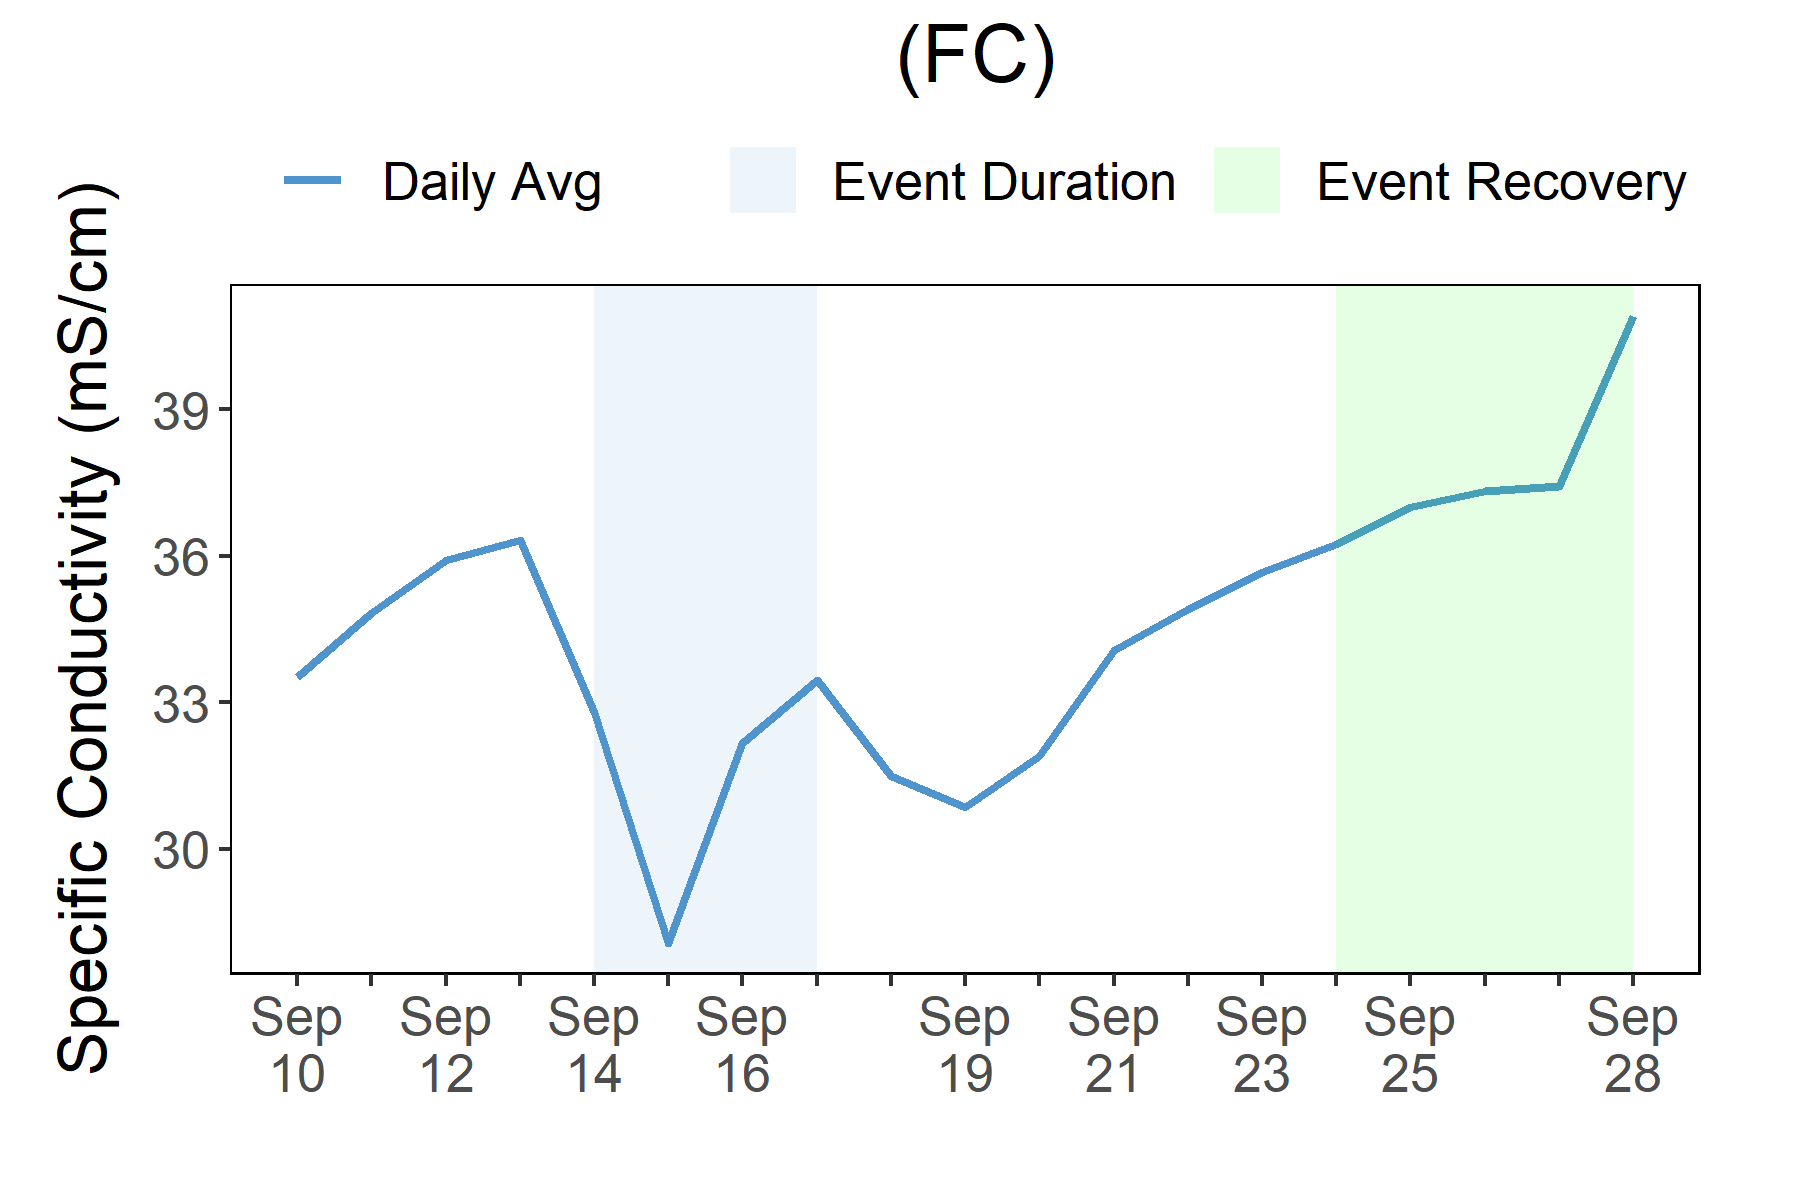 (FC)
Daily Avg
Event Duration
Event Recovery
Specific Conductivity (mS/cm)
39
36
33
30
Sep 10
Sep 12
Sep 14
Sep 16
Sep 19
Sep 21
Sep 23
Sep 25
Sep 28